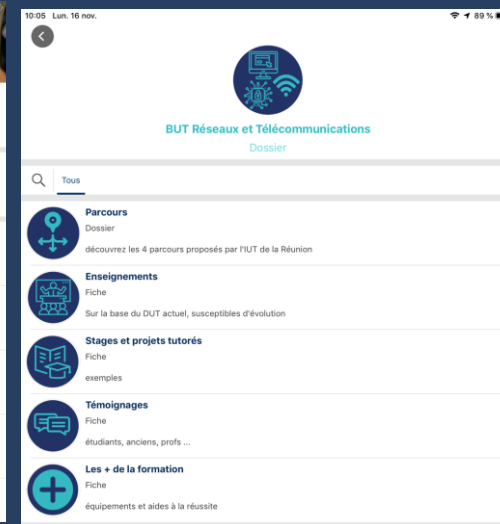 10:05 Lun. 16 nov.
89 %
BUT Réseaux et Télécommunications
Dossier
Tous
Parcours
Dossier
découvrez les 4 parcours proposés par l'IUT de la Réunion
Enseignements
Fiche
Sur la base du DUT actuel, susceptibles d'évolution
Stages et projets tutorés
Fiche
exemples
Témoignages
Fiche
étudiants, anciens, profs ...
Les + de la formation
Fiche
équipements et aides à la réussite